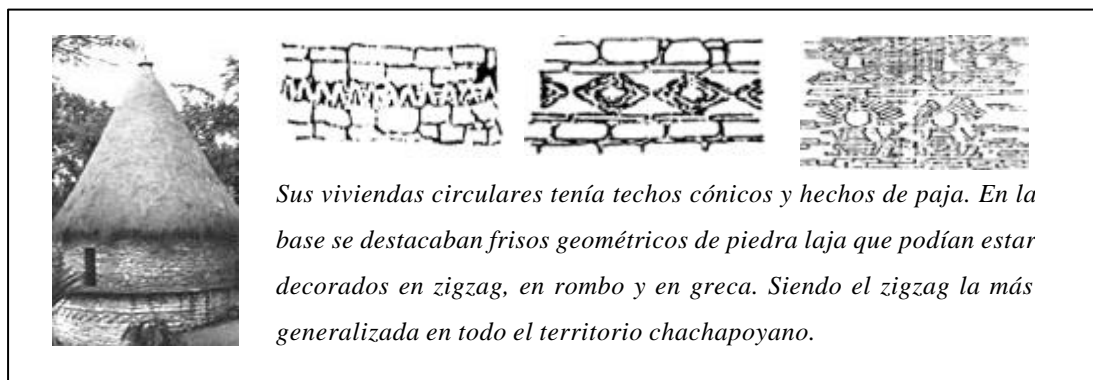 Sus viviendas circulares tenía techos cónicos y hechos de paja. En la
base se destacaban frisos geométricos de piedra laja que podían estar
decorados en zigzag, en rombo y en greca. Siendo el zigzag la más
generalizada en todo el territorio chachapoyano.